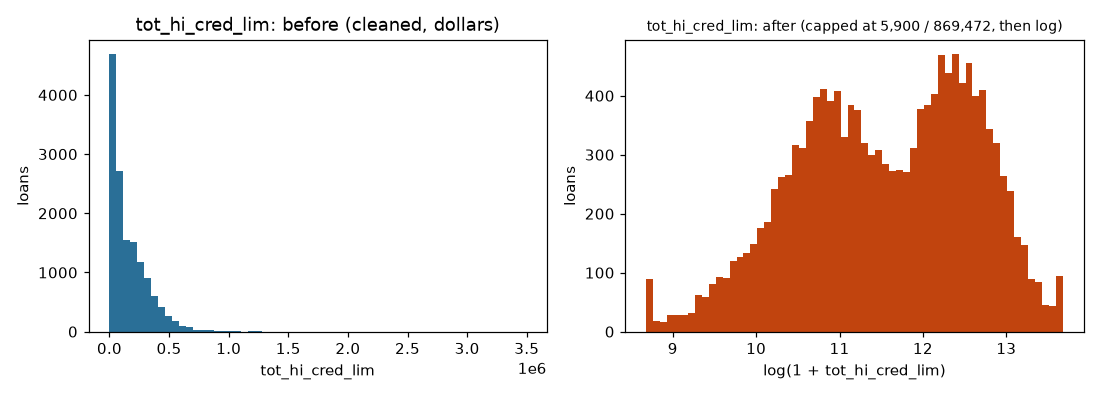 tot_hi_cred_lim: before (cleaned, dollars)
loans
4000
3000
2000
1000
0
0.0 0.5 1.0 1.5 2.0 2.5 3.0 3.5
1e6
tot_hi_cred_lim
tot_hi_cred_lim: after (capped at 5,900 / 869,472, then log)
loans
400
300
200
100
0
9 10 11 12 13
log(1 + tot_hi_cred_lim)